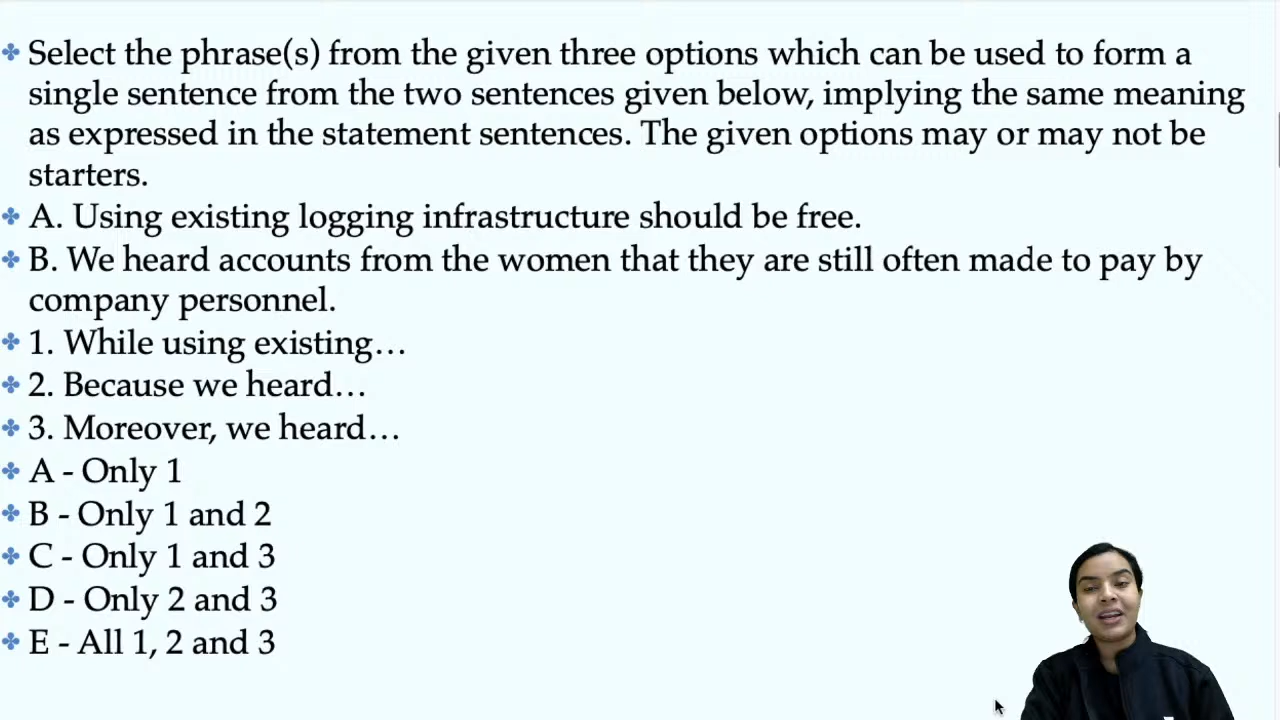 Select the phrase(s) from the given three options which can be used to form a
single sentence from the two sentences given below, implying the same meaning
as expressed in the statement sentences. The given options may or may not be
starters.
A. Using existing logging infrastructure should be free.
B. We heard accounts from the women that they are still often made to pay by
company personnel.
1. While using existing…
2. Because we heard…
3. Moreover, we heard…
A - Only 1
B - Only 1 and 2
C - Only 1 and 3
D - Only 2 and 3
E - All 1, 2 and 3